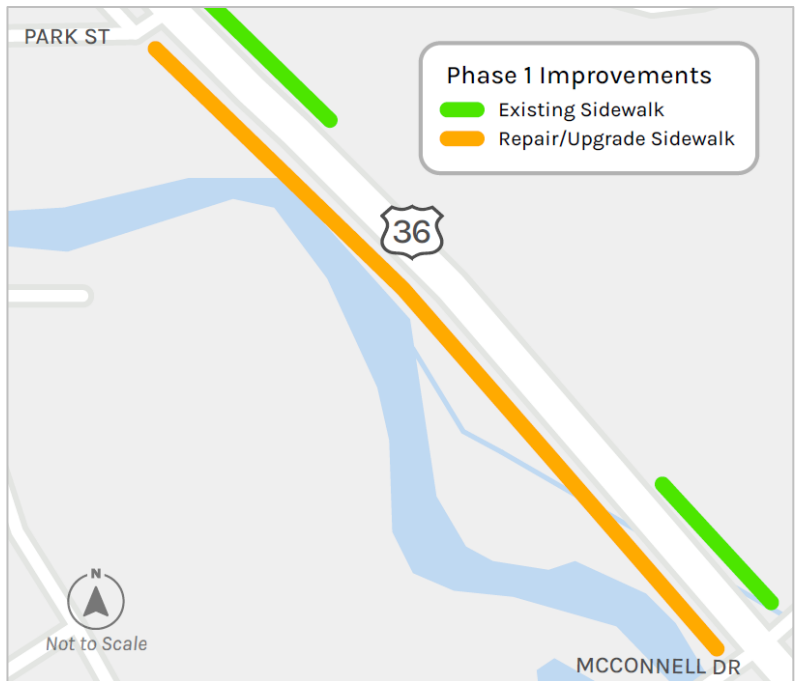 PARK ST
Phase 1 Improvements
Existing Sidewalk
Repair/Upgrade Sidewalk
36
N
Not to Scale
MCCONNELL DR